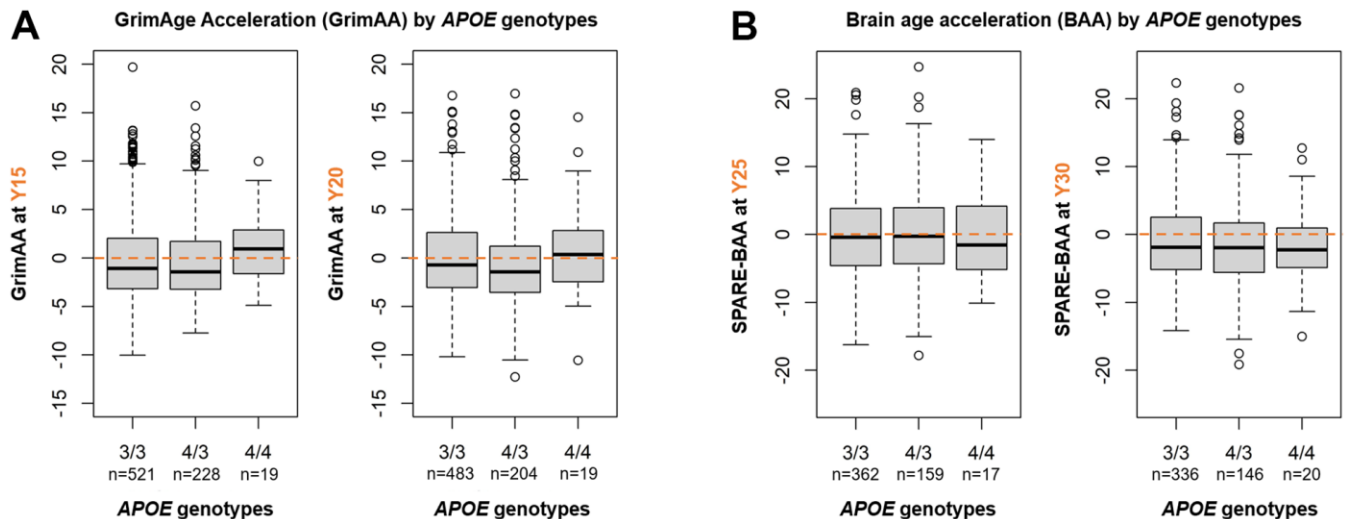 A
GrimAge Acceleration (GrimAA) by APOE genotypes
GrimAA at Y15
20
15
10
5
0
-5
-10
-15
3/3
4/3
4/4
n=521
n=228
n=19
APOE genotypes
GrimAA at Y20
20
15
10
5
0
-5
-10
-15
3/3
4/3
4/4
n=483
n=204
n=19
APOE genotypes
B
Brain age acceleration (BAA) by APOE genotypes
SPARE-BAA at Y25
20
10
0
-10
-20
3/3
4/3
4/4
n=362
n=159
n=17
APOE genotypes
SPARE-BAA at Y30
20
10
0
-10
-20
3/3
4/3
4/4
n=336
n=146
n=20
APOE genotypes